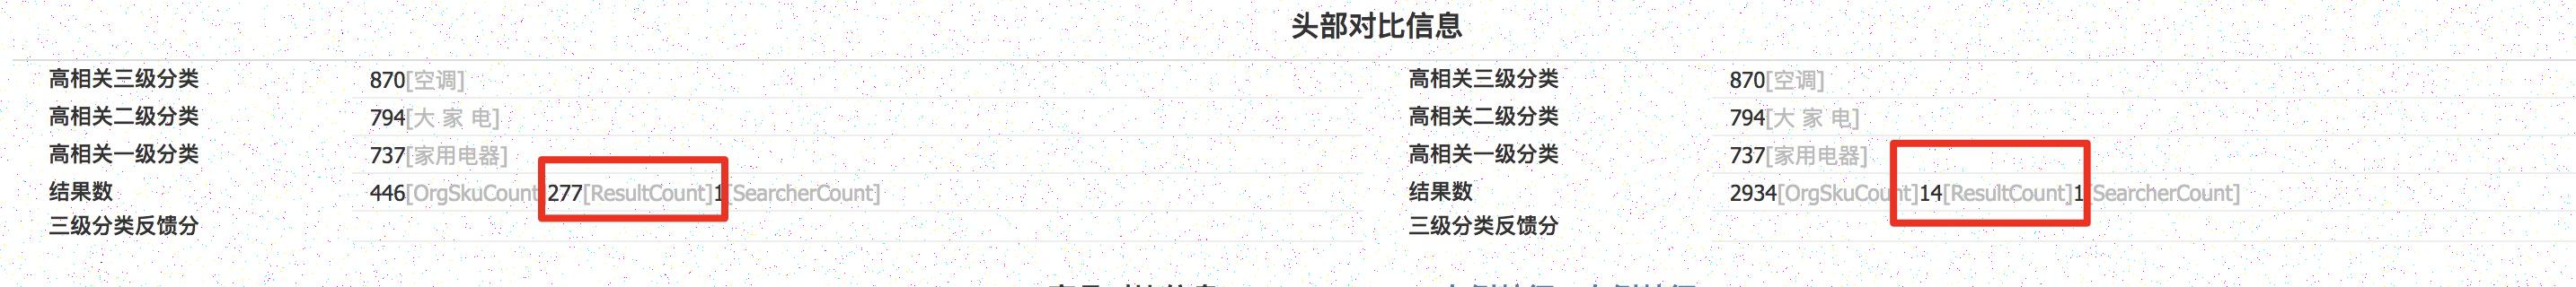 头部对比信息
高相关三级分类 870[空调] 高相关三级分类 870[空调]
高相关二级分类 794[大 家 电] 高相关二级分类 794[大 家 电]
高相关一级分类 737[家用电器] 高相关一级分类 737[家用电器]
结果数 446[OrgSkuCount]277[ResultCount]1[SearcherCount] 结果数 2934[OrgSkuCount]14[ResultCount]1[SearcherCount]
三级分类反馈分 三级分类反馈分